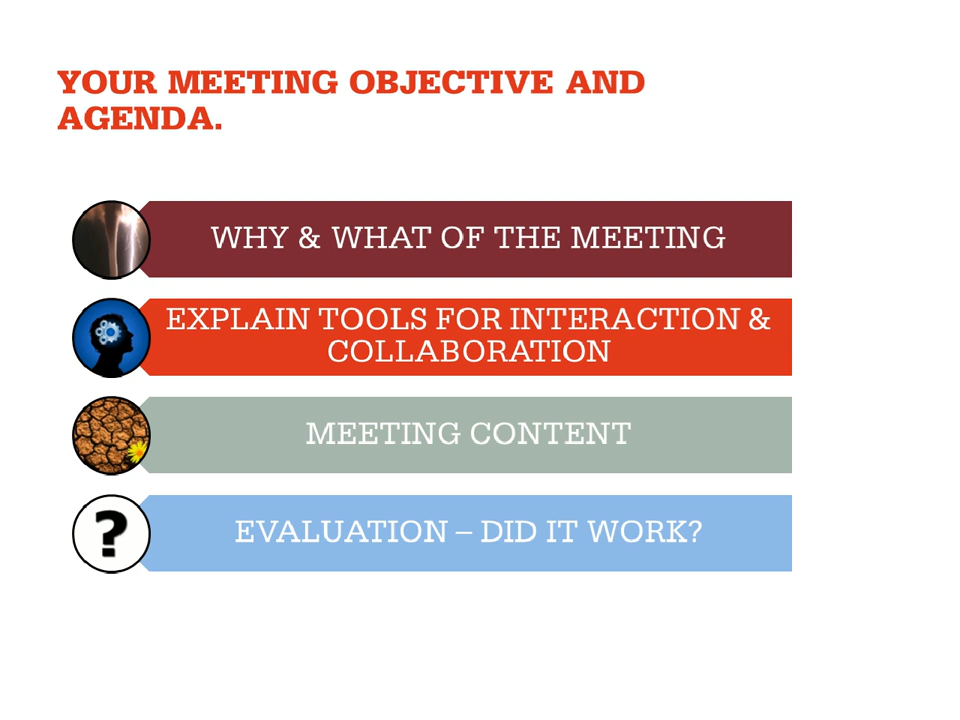 YOUR MEETING OBJECTIVE AND
AGENDA.
WHY & WHAT OF THE MEETING
EXPLAIN TOOLS FOR INTERACTION &
COLLABORATION
MEETING CONTENT
?
EVALUATION – DID IT WORK?